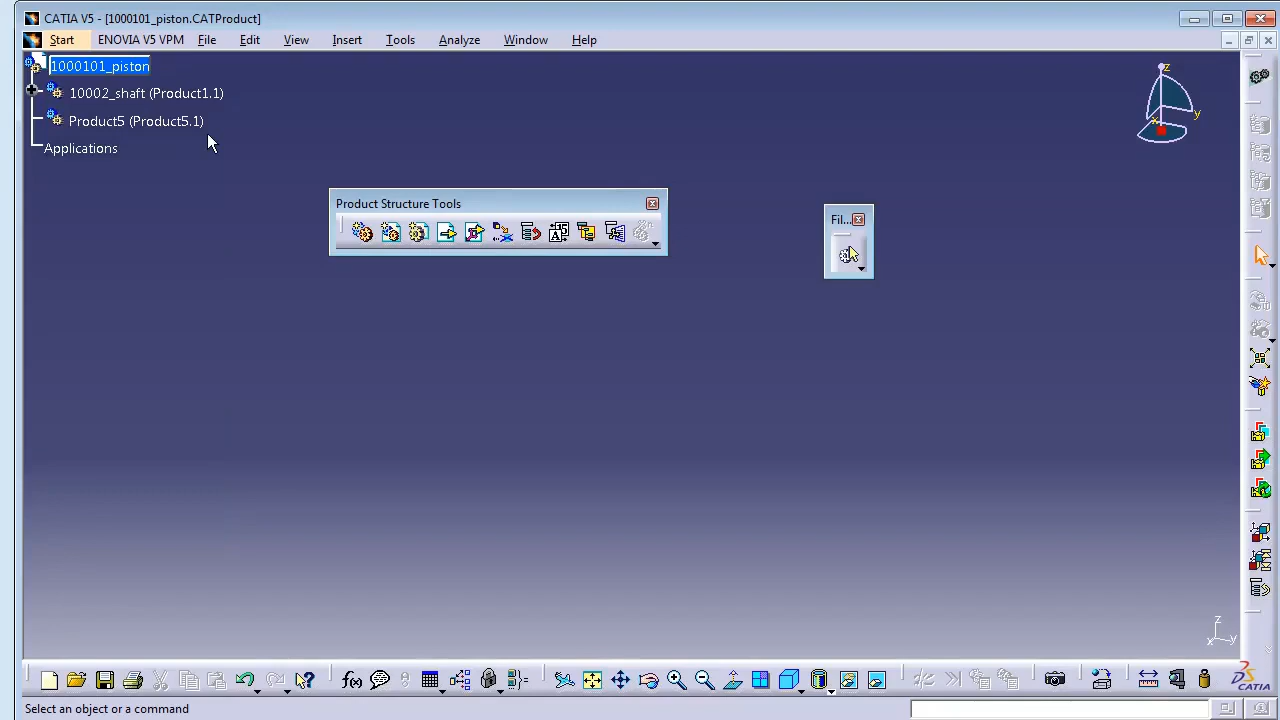 CATIA V5 - [1000101_piston.CATProduct]
Start ENOVIA V5 VPM File Edit View Insert Tools Analyze Window Help
1000101_piston
10002_shaft (Product1.1)
Product5 (Product5.1)
Applications
Product Structure Tools
Fil...
z
y
x
z
x y
f(x)
CATIA
Select an object or a command